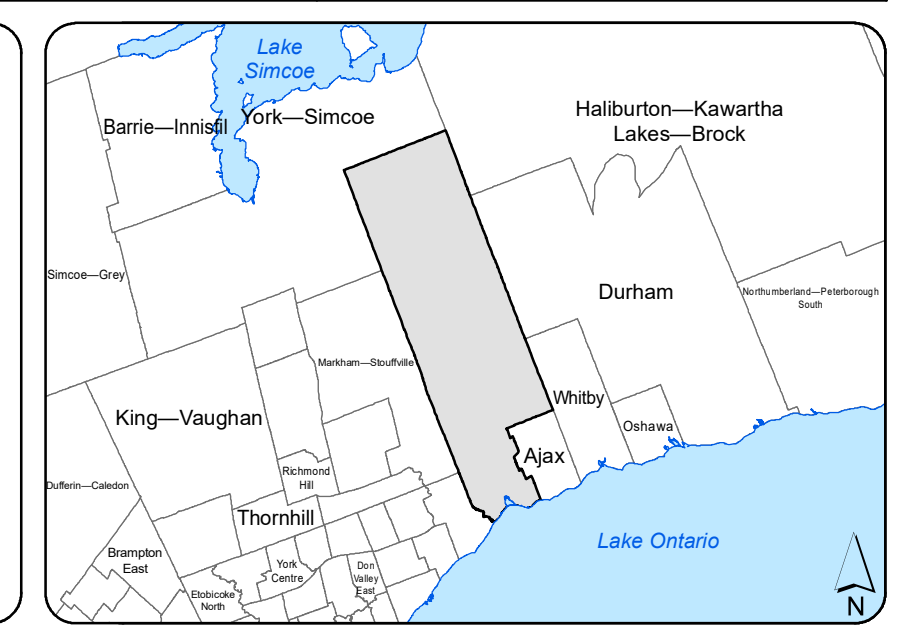 Lake
Simcoe
Haliburton—Kawartha
Lakes—Brock
York—Simcoe
Barrie—Innisfil
Simcoe—Grey
Durham
Northumberland—Peterborough
South
Markham—Stouffville
Whitby
King—Vaughan
Oshawa
Ajax
Richmond
Hill
Dufferin—Caledon
Thornhill
Lake Ontario
Brampton
East
York
Centre
Don
Valley
East
Etobicoke
North
N